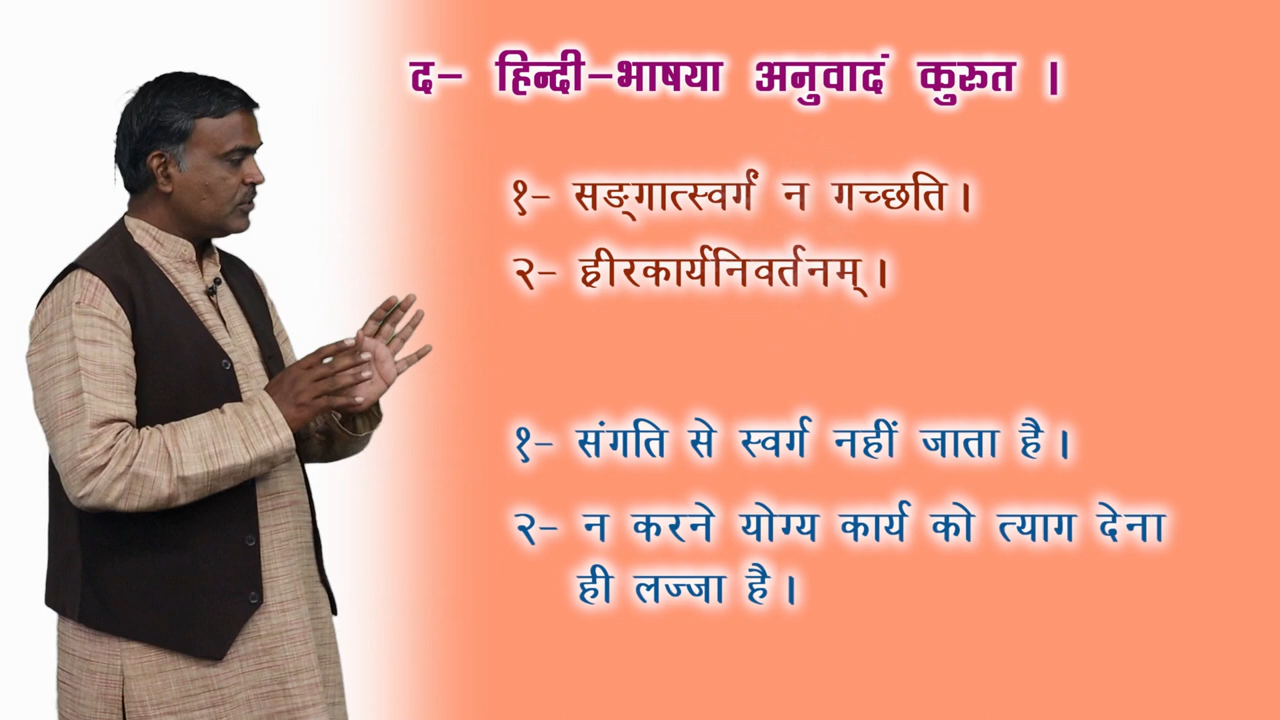 द- हिन्दी-भाषया अनुवादं कुरुत ।
१- सङ्गात्स्वर्गं न गच्छति ।
२- ह्रीरकार्यनिवर्तनम् ।
१- संगति से स्वर्ग नहीं जाता है ।
२- न करने योग्य कार्य को त्याग देना
ही लज्जा है ।